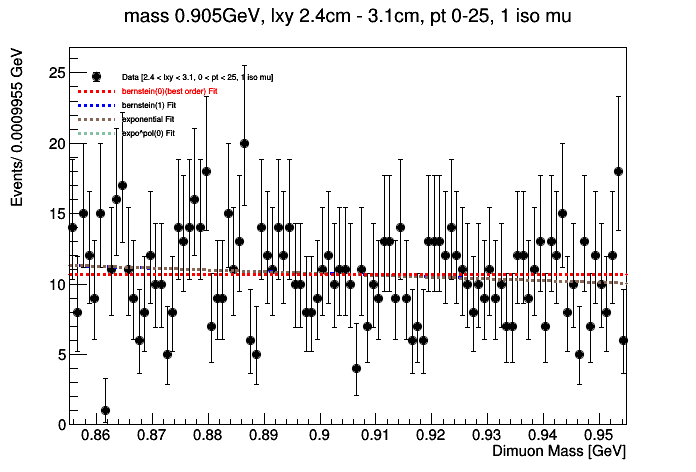 mass 0.905GeV, lxy 2.4cm - 3.1cm, pt 0-25, 1 iso mu
Events/ 0.0009955 GeV
25
20
15
10
5
0
Data [2.4 < lxy < 3.1, 0 < pt < 25, 1 iso mu]
bernstein(0)(best order) Fit
bernstein(1) Fit
exponential Fit
expo*pol(0) Fit
0.86 0.87 0.88 0.89 0.9 0.91 0.92 0.93 0.94 0.95
Dimuon Mass [GeV]